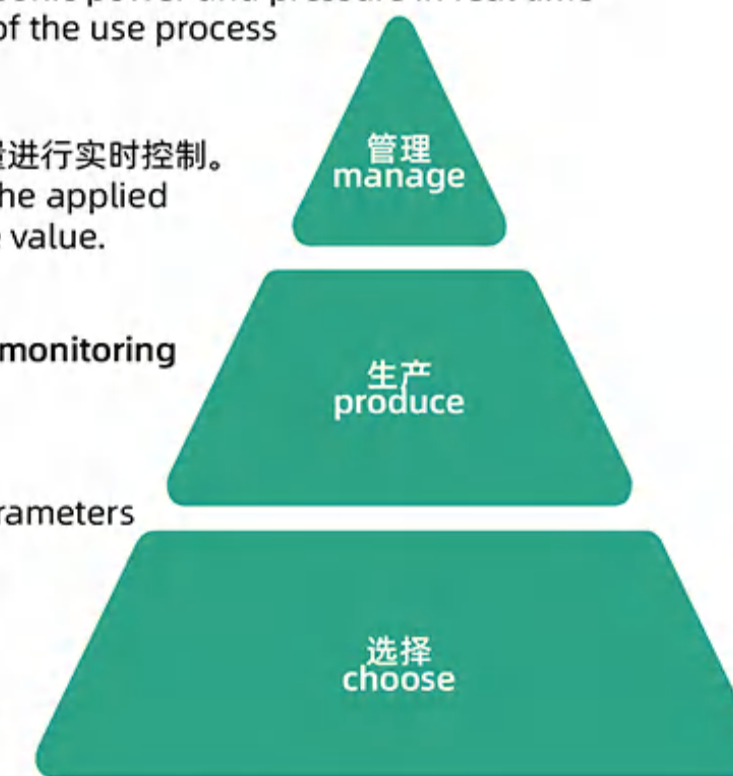 of the use process
管理
manage
进行实时控制。
he applied
value.
monitoring
生产
produce
rameters
选择
choose